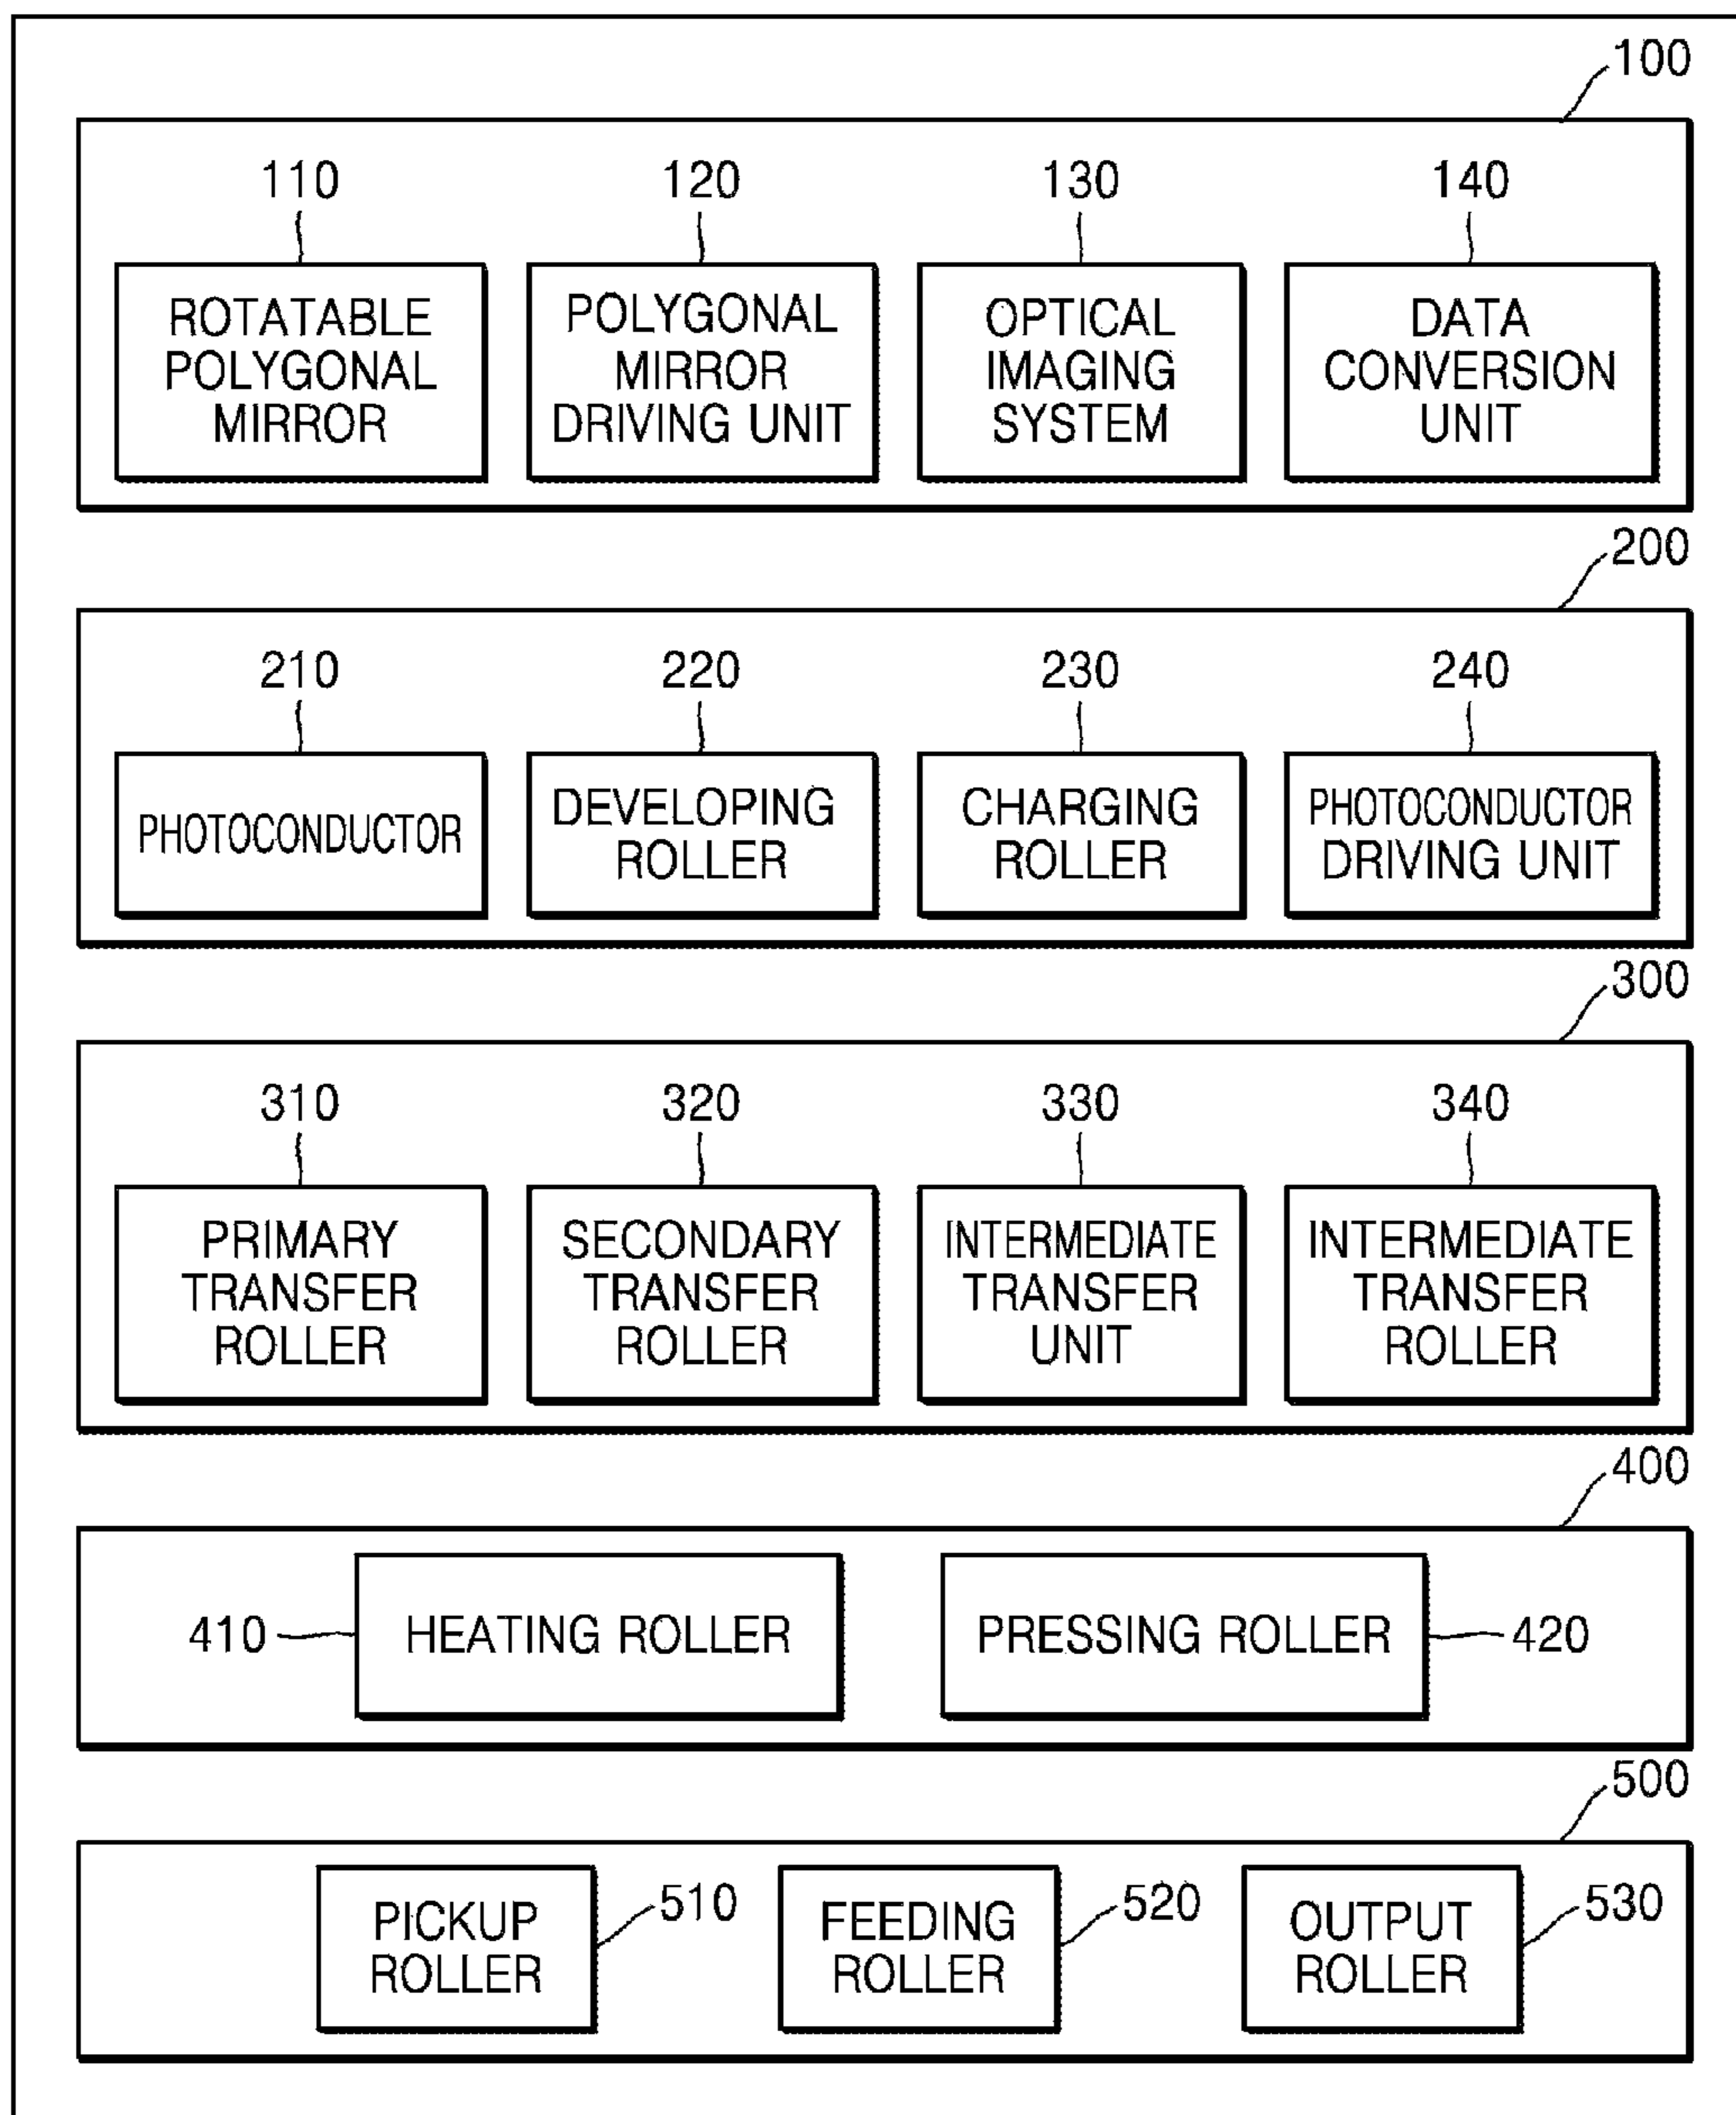 100
110
120
130
140
ROTATABLE
POLYGONAL
MIRROR
POLYGONAL
MIRROR
DRIVING UNIT
OPTICAL
IMAGING
SYSTEM
DATA
CONVERSION
UNIT
200
210
220
230
240
PHOTOCONDUCTOR
DEVELOPING
ROLLER
CHARGING
ROLLER
PHOTOCONDUCTOR
DRIVING UNIT
300
310
320
330
340
PRIMARY
TRANSFER
ROLLER
SECONDARY
TRANSFER
ROLLER
INTERMEDIATE
TRANSFER
UNIT
INTERMEDIATE
TRANSFER
ROLLER
400
410
HEATING ROLLER
PRESSING ROLLER
420
500
PICKUP
ROLLER
510
FEEDING
ROLLER
520
OUTPUT
ROLLER
530